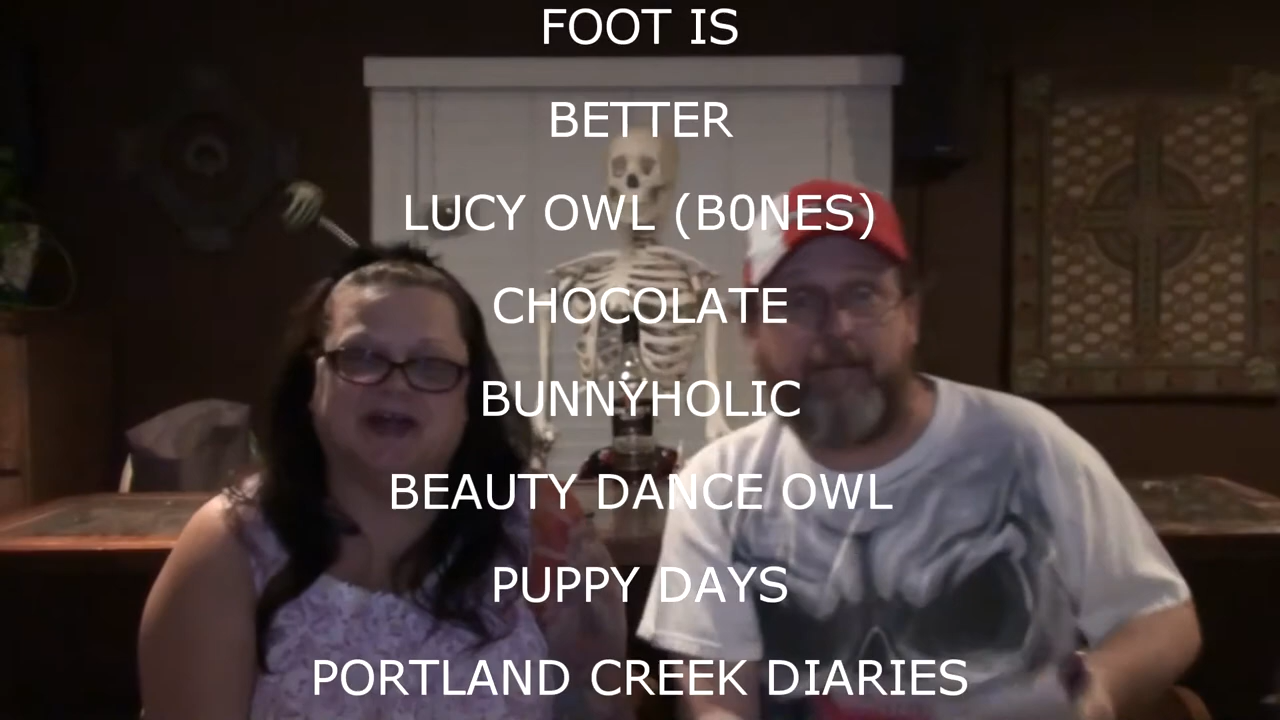 FOOT IS
BETTER
LUCY OWL (B0NES)
CHOCOLATE
BUNNYHOLIC
BEAUTY DANCE OWL
PUPPY DAYS
PORTLAND CREEK DIARIES